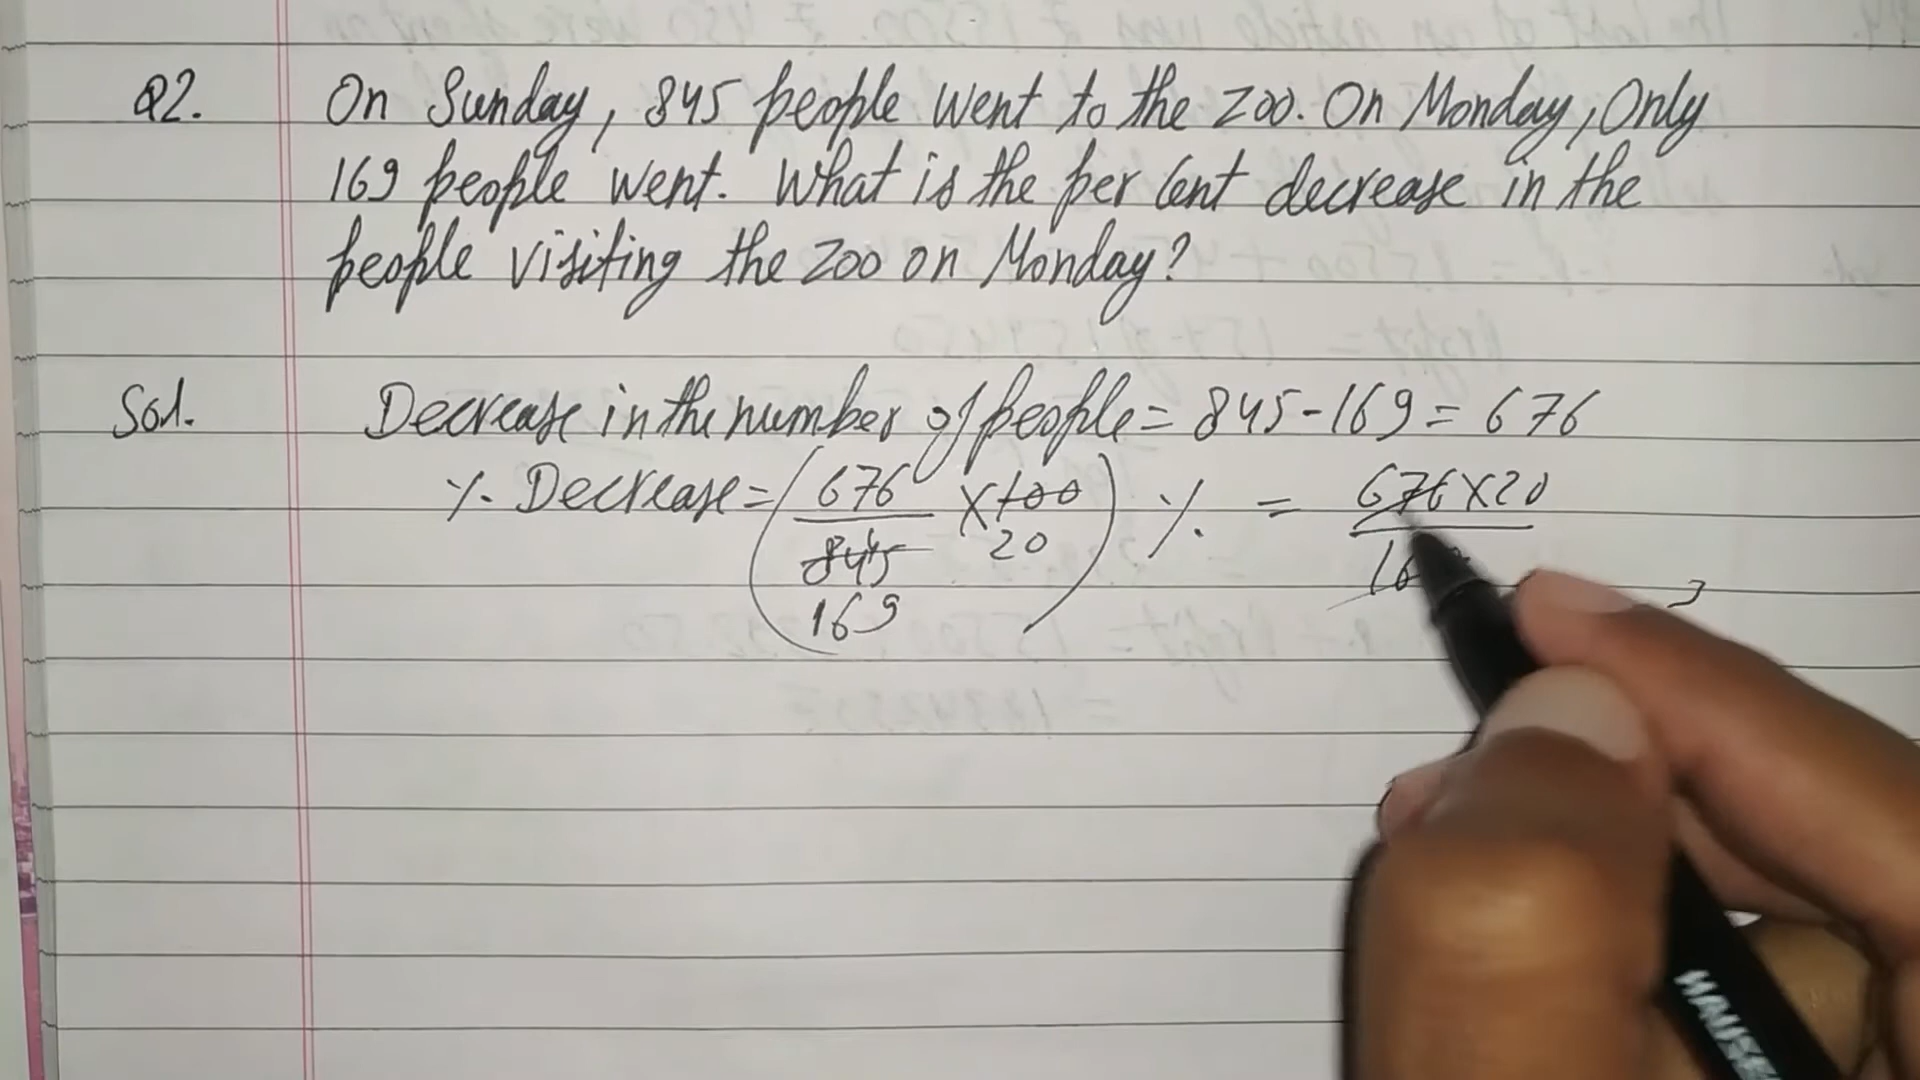 Q2. On Sunday, 845 people went to the zoo. On Monday, Only
169 people went. What is the per cent decrease in the
people visiting the zoo on Monday?
Sol. Decrease in the number of people = 845 - 169 = 676
% Decrease = (676/845 × 100) % = 676 × 20
20
169
HAUSER